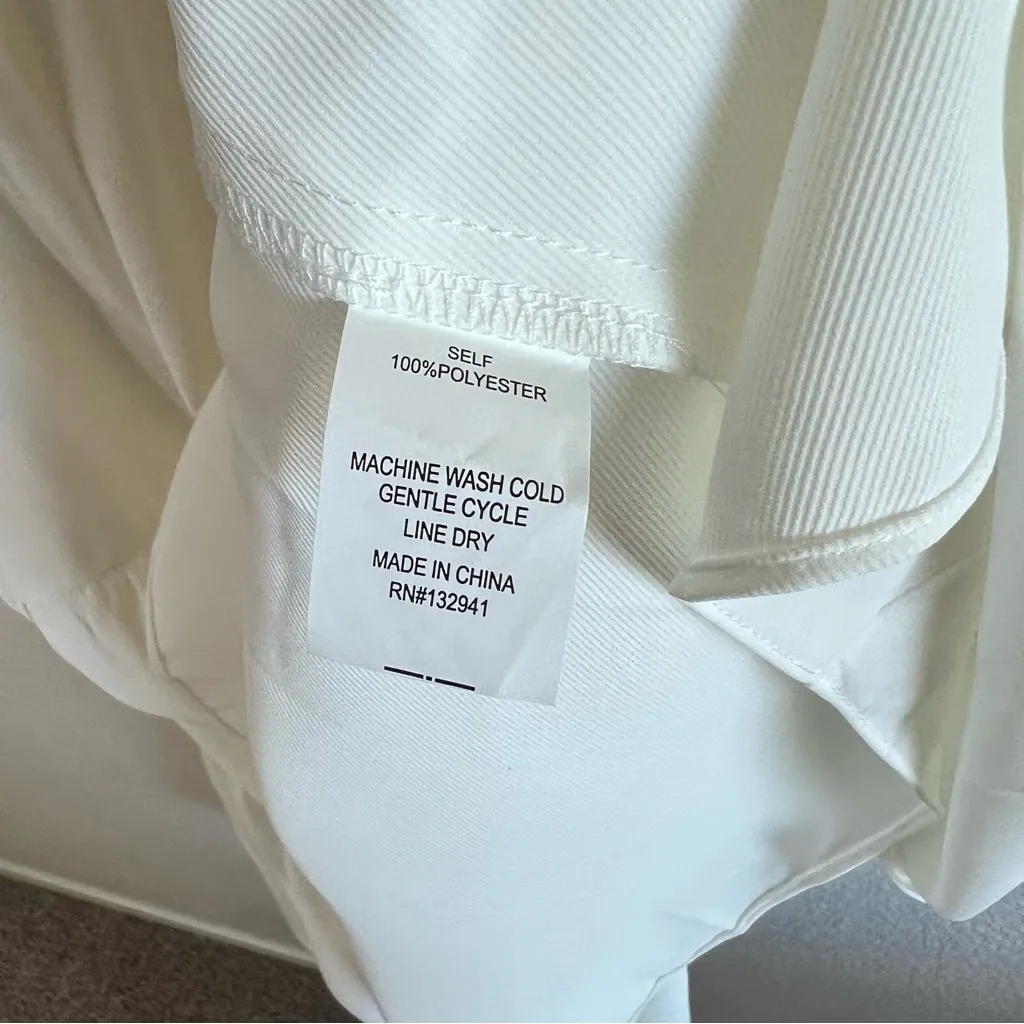 SELF
100%POLYESTER
MACHINE WASH COLD
GENTLE CYCLE
LINE DRY
MADE IN CHINA
RN#132941